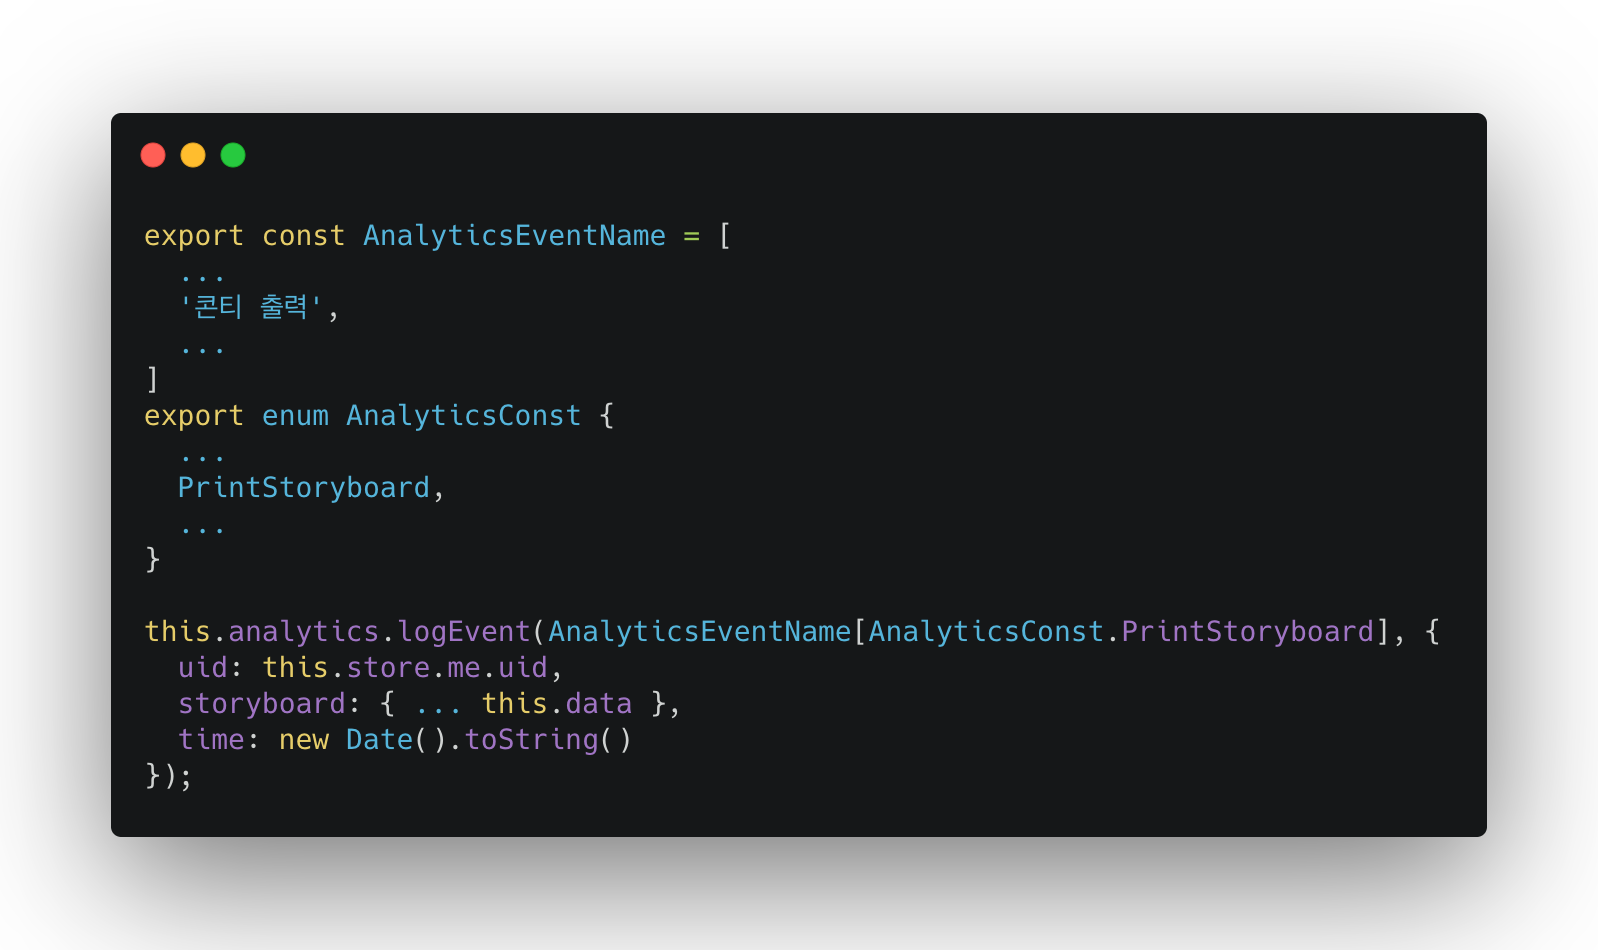 export const AnalyticsEventName = [
  ...
  '콘티 출력',
  ...
]
export enum AnalyticsConst {
  ...
  PrintStoryboard,
  ...
}
this.analytics.logEvent(AnalyticsEventName[AnalyticsConst.PrintStoryboard], {
  uid: this.store.me.uid,
  storyboard: { ... this.data },
  time: new Date().toString()
});